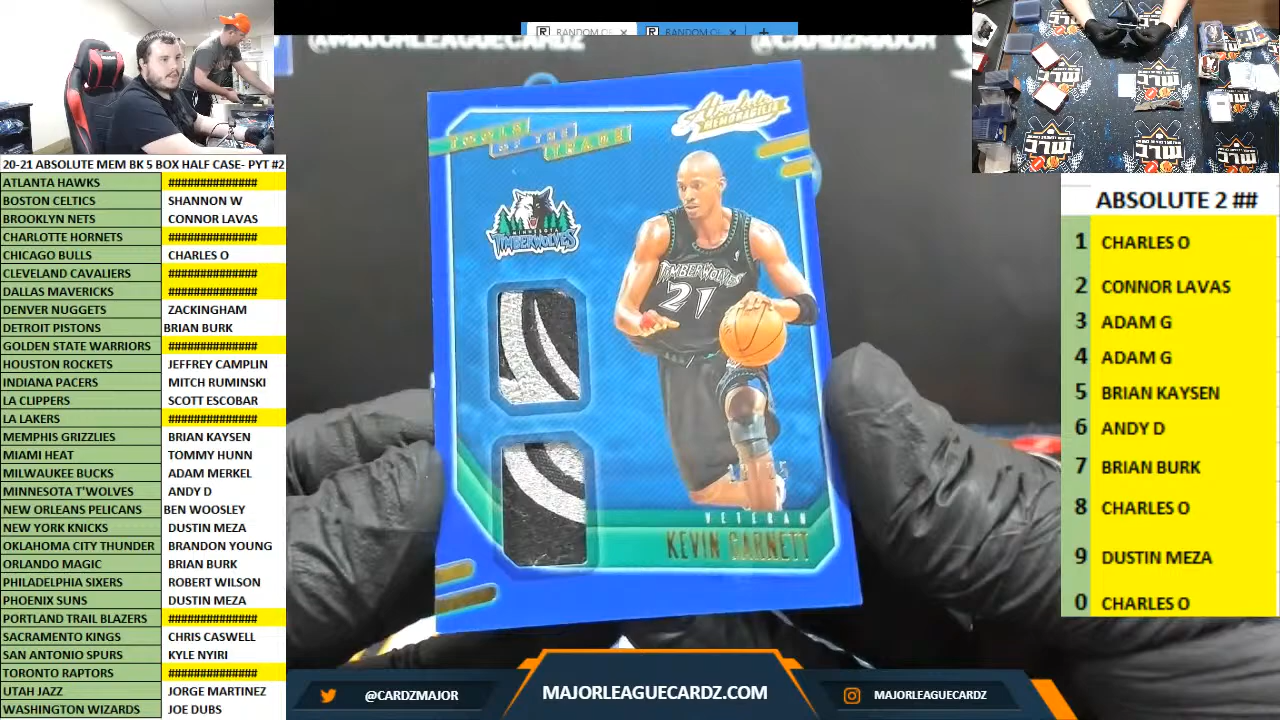 RANDOM
RANDOM
@MAJORLEAGUECARDZ
@CARDZMAJOR
Absolute
MEMORABILIA
TOOLS
OF THE
TRADE
MINNESOTA
TIMBERWOLVES
TIMBERWOLVES
21
VETERAN
KEVIN GARNETT
20-21 ABSOLUTE MEM BK 5 BOX HALF CASE- PYT #2
ATLANTA HAWKS ##############
BOSTON CELTICS SHANNON W
BROOKLYN NETS CONNOR LAVAS
CHARLOTTE HORNETS ##############
CHICAGO BULLS CHARLES O
CLEVELAND CAVALIERS ##############
DALLAS MAVERICKS ##############
DENVER NUGGETS ZACKINGHAM
DETROIT PISTONS BRIAN BURK
GOLDEN STATE WARRIORS ##############
HOUSTON ROCKETS JEFFREY CAMPLIN
INDIANA PACERS MITCH RUMINSKI
LA CLIPPERS SCOTT ESCOBAR
LA LAKERS ##############
MEMPHIS GRIZZLIES BRIAN KAYSEN
MIAMI HEAT TOMMY HUNN
MILWAUKEE BUCKS ADAM MERKEL
MINNESOTA T'WOLVES ANDY D
NEW ORLEANS PELICANS BEN WOOSLEY
NEW YORK KNICKS DUSTIN MEZA
OKLAHOMA CITY THUNDER BRANDON YOUNG
ORLANDO MAGIC BRIAN BURK
PHILADELPHIA SIXERS ROBERT WILSON
PHOENIX SUNS DUSTIN MEZA
PORTLAND TRAIL BLAZERS ##############
SACRAMENTO KINGS CHRIS CASWELL
SAN ANTONIO SPURS KYLE NYIRI
TORONTO RAPTORS ##############
UTAH JAZZ JORGE MARTINEZ
WASHINGTON WIZARDS JOE DUBS
ABSOLUTE 2 ##
1 CHARLES O
2 CONNOR LAVAS
3 ADAM G
4 ADAM G
5 BRIAN KAYSEN
6 ANDY D
7 BRIAN BURK
8 CHARLES O
9 DUSTIN MEZA
0 CHARLES O
@CARDZMAJOR
MAJORLEAGUECARDZ.COM
MAJORLEAGUECARDZ